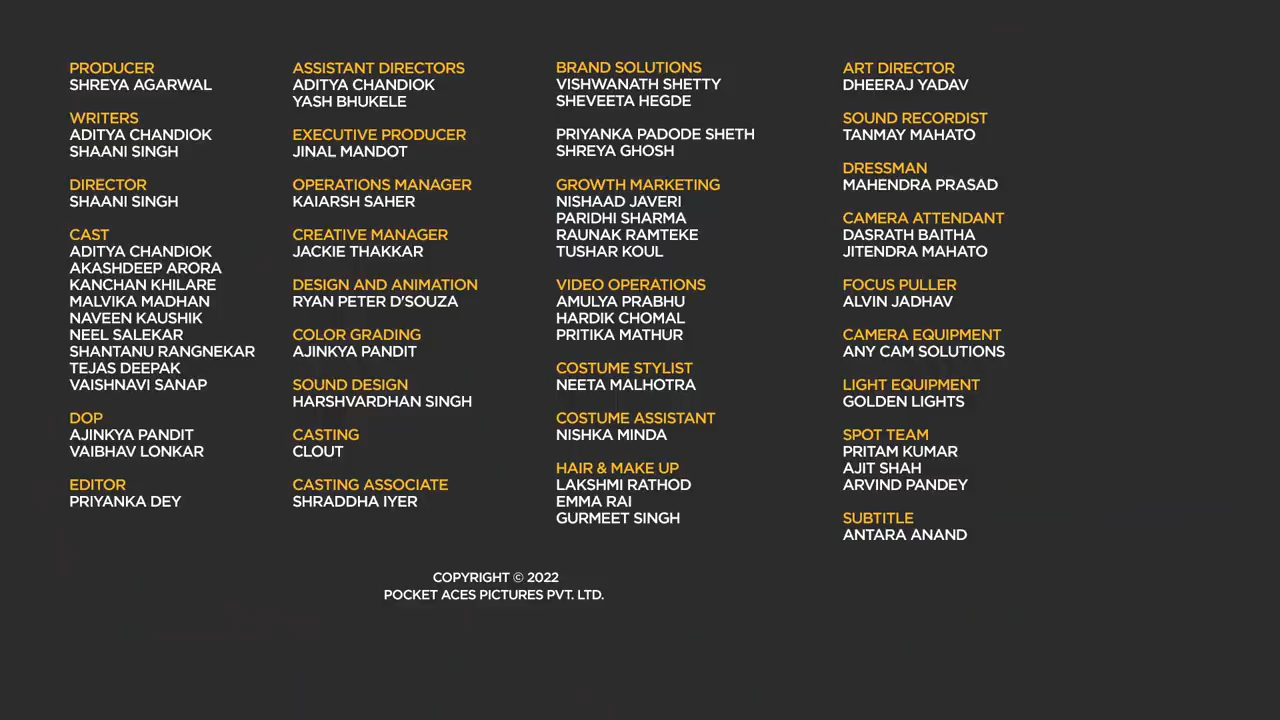 PRODUCER
SHREYA AGARWAL
WRITERS
ADITYA CHANDIOK
SHAANI SINGH
DIRECTOR
SHAANI SINGH
CAST
ADITYA CHANDIOK
AKASHDEEP ARORA
KANCHAN KHILARE
MALVIKA MADHAN
NAVEEN KAUSHIK
NEEL SALEKAR
SHANTANU RANGNEKAR
TEJAS DEEPAK
VAISHNAVI SANAP
DOP
AJINKYA PANDIT
VAIBHAV LONKAR
EDITOR
PRIYANKA DEY
ASSISTANT DIRECTORS
ADITYA CHANDIOK
YASH BHUKELE
EXECUTIVE PRODUCER
JINAL MANDOT
OPERATIONS MANAGER
KAIARSH SAHER
CREATIVE MANAGER
JACKIE THAKKAR
DESIGN AND ANIMATION
RYAN PETER D'SOUZA
COLOR GRADING
AJINKYA PANDIT
SOUND DESIGN
HARSHVARDHAN SINGH
CASTING
CLOUT
CASTING ASSOCIATE
SHRADDHA IYER
BRAND SOLUTIONS
VISHWANATH SHETTY
SHEVEETA HEGDE
PRIYANKA PADODE SHETH
SHREYA GHOSH
GROWTH MARKETING
NISHAAD JAVERI
PARIDHI SHARMA
RAUNAK RAMTEKE
TUSHAR KOUL
VIDEO OPERATIONS
AMULYA PRABHU
HARDIK CHOMAL
PRITIKA MATHUR
COSTUME STYLIST
NEETA MALHOTRA
COSTUME ASSISTANT
NISHKA MINDA
HAIR & MAKE UP
LAKSHMI RATHOD
EMMA RAI
GURMEET SINGH
ART DIRECTOR
DHEERAJ YADAV
SOUND RECORDIST
TANMAY MAHATO
DRESSMAN
MAHENDRA PRASAD
CAMERA ATTENDANT
DASRATH BAITHA
JITENDRA MAHATO
FOCUS PULLER
ALVIN JADHAV
CAMERA EQUIPMENT
ANY CAM SOLUTIONS
LIGHT EQUIPMENT
GOLDEN LIGHTS
SPOT TEAM
PRITAM KUMAR
AJIT SHAH
ARVIND PANDEY
SUBTITLE
ANTARA ANAND
COPYRIGHT © 2022
POCKET ACES PICTURES PVT. LTD.